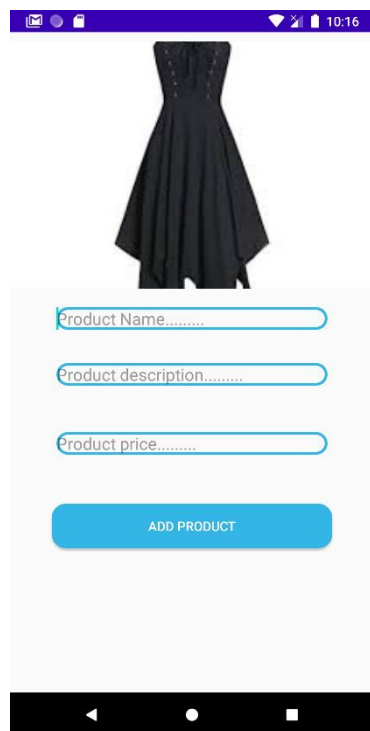 10:16
Product Name.........
Product description.........
Product price.........
ADD PRODUCT